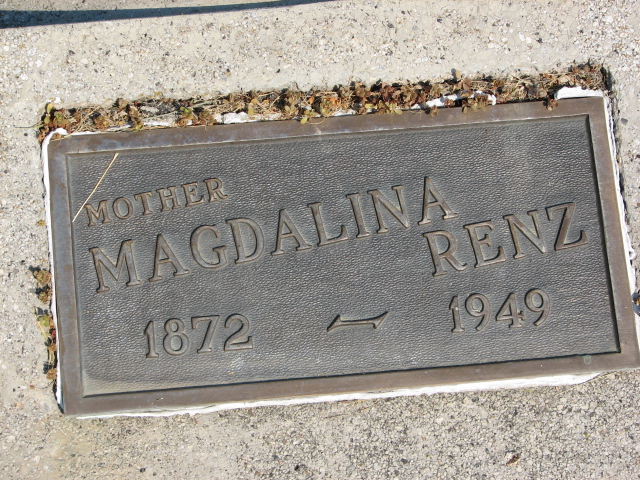 MOTHER
MAGDALINA RENZ
1872 - 1949